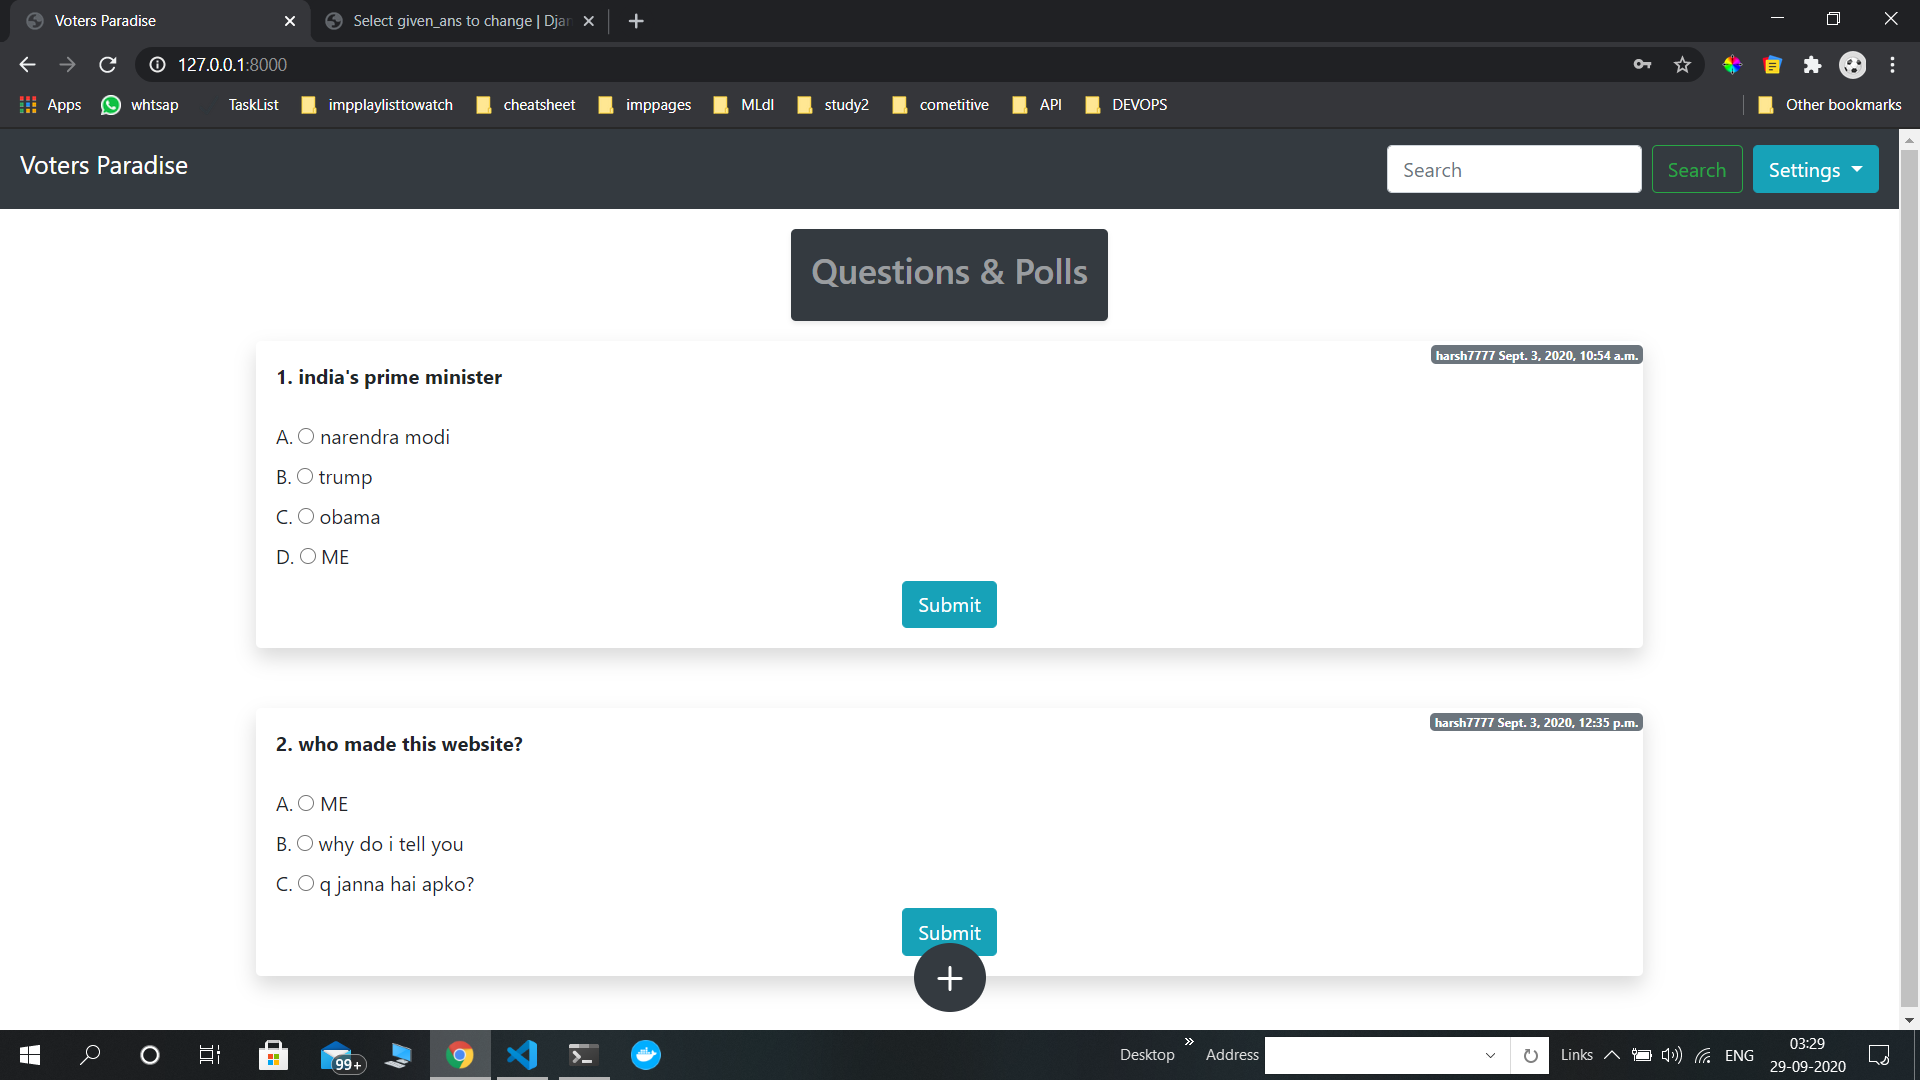 Voters Paradise
Select given_ans to change | Djan
127.0.0.1:8000
Apps whtsap TaskList impplaylisttowatch cheatsheet imppages MLdl study2 cometitive API DEVOPS Other bookmarks
Voters Paradise
Search Search Settings
Questions & Polls
harsh7777 Sept. 3, 2020, 10:54 a.m.
1. india's prime minister
A. narendra modi
B. trump
C. obama
D. ME
Submit
harsh7777 Sept. 3, 2020, 12:35 p.m.
2. who made this website?
A. ME
B. why do i tell you
C. q janna hai apko?
Submit
+
99+
Desktop » Address Links ENG
03:29
29-09-2020